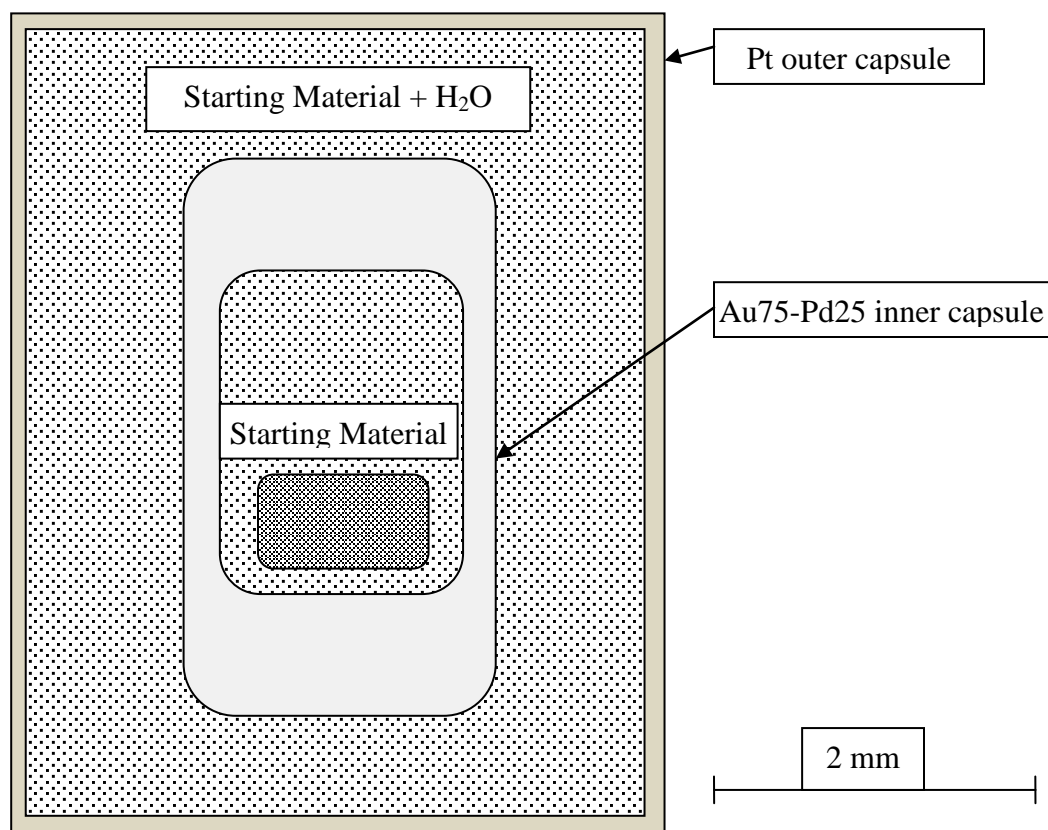 Pt outer capsule
Starting Material + H₂O
Au75-Pd25 inner capsule
Starting Material
2 mm